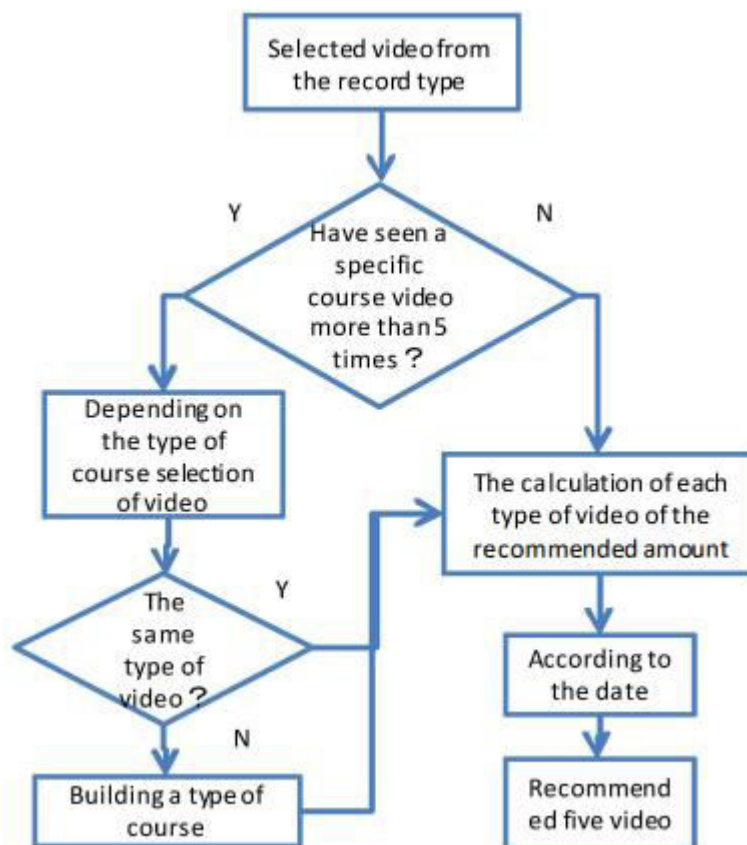 Selected video from
the record type
Y
N
Have seen a
specific
course video
more than 5
times？
Depending on
the type of
course selection
of video
The calculation of each
type of video of the
recommended amount
The
same
type of
video？
Y
N
According to
the date
Building a type of
course
Recommend
ed five video